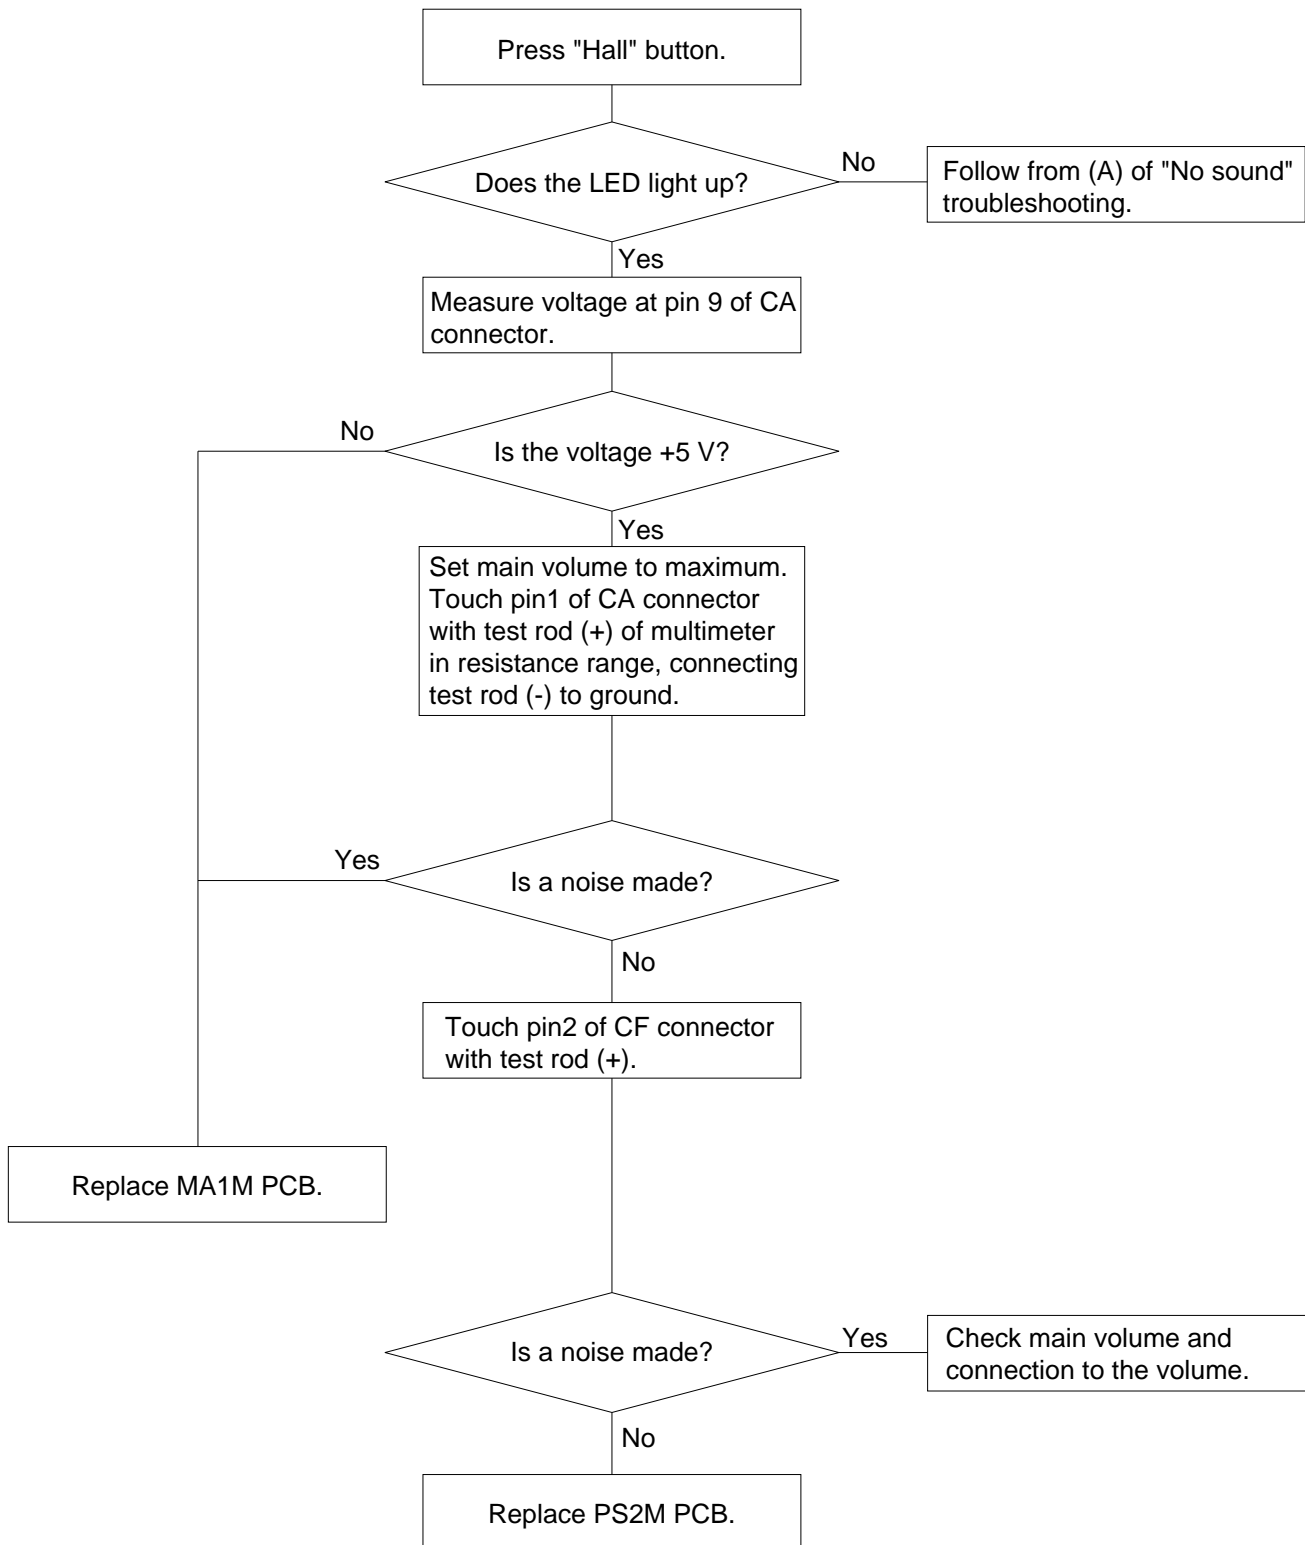 Press "Hall" button.
Does the LED light up?
No
Follow from (A) of "No sound"
troubleshooting.
Yes
Measure voltage at pin 9 of CA
connector.
No
Is the voltage +5 V?
Yes
Set main volume to maximum.
Touch pin1 of CA connector
with test rod (+) of multimeter
in resistance range, connecting
test rod (-) to ground.
Yes
Is a noise made?
No
Touch pin2 of CF connector
with test rod (+).
Replace MA1M PCB.
Is a noise made?
Yes
Check main volume and
connection to the volume.
No
Replace PS2M PCB.